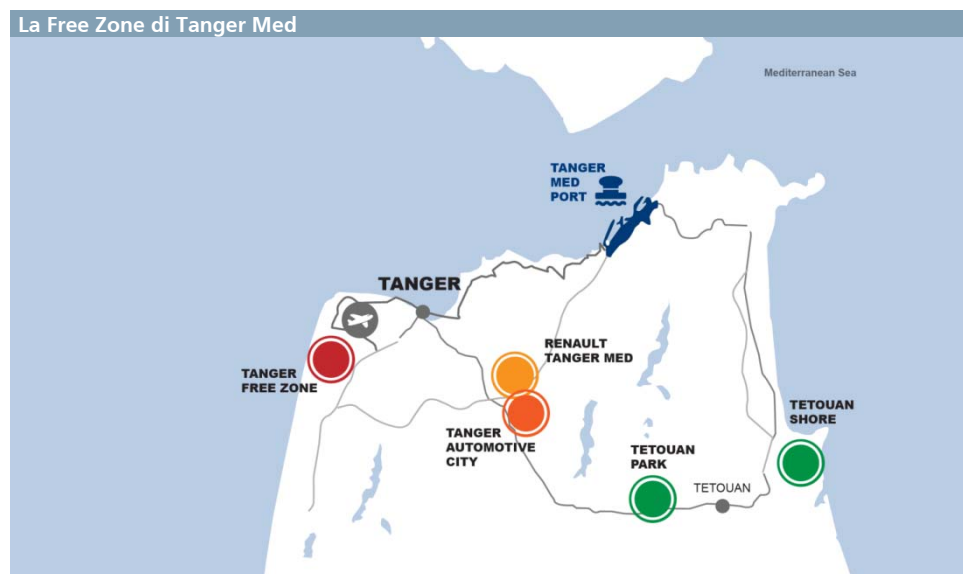 La Free Zone di Tanger Med
Mediterranean Sea
TANGER
MED
PORT
TANGER
RENAULT
TANGER MED
TANGER
FREE ZONE
TETOUAN
SHORE
TANGER
AUTOMOTIVE
CITY
TETOUAN
PARK
TETOUAN